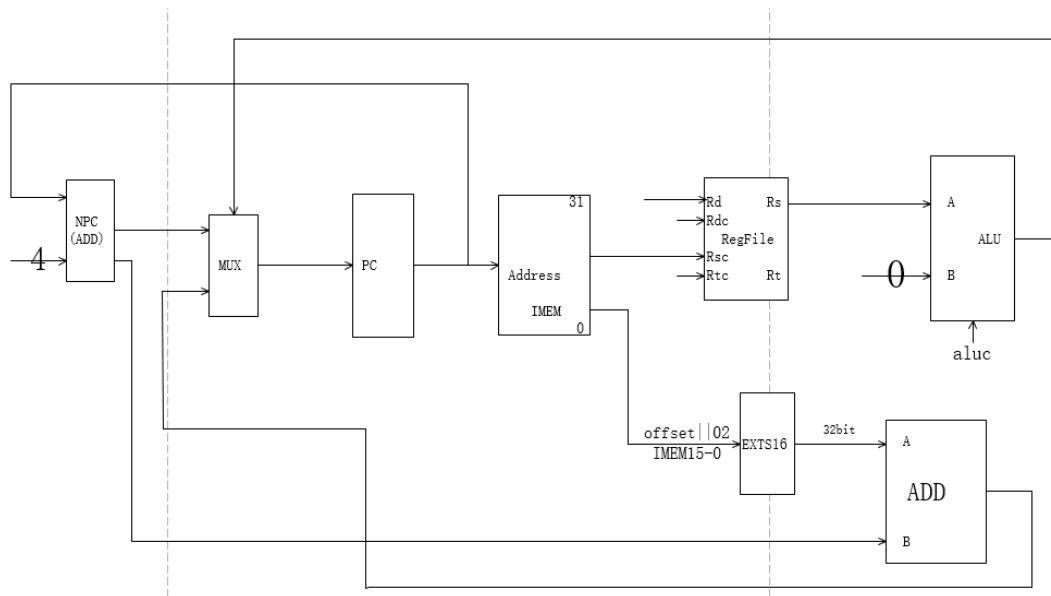 NPC
(ADD)
4
MUX
PC
31
Address
IMEM
0
Rd
Rs
Rdc
RegFile
Rsc
Rtc
Rt
A
ALU
0
B
aluc
offset||02
IMEM15-0
EXTS16
32bit
A
ADD
B